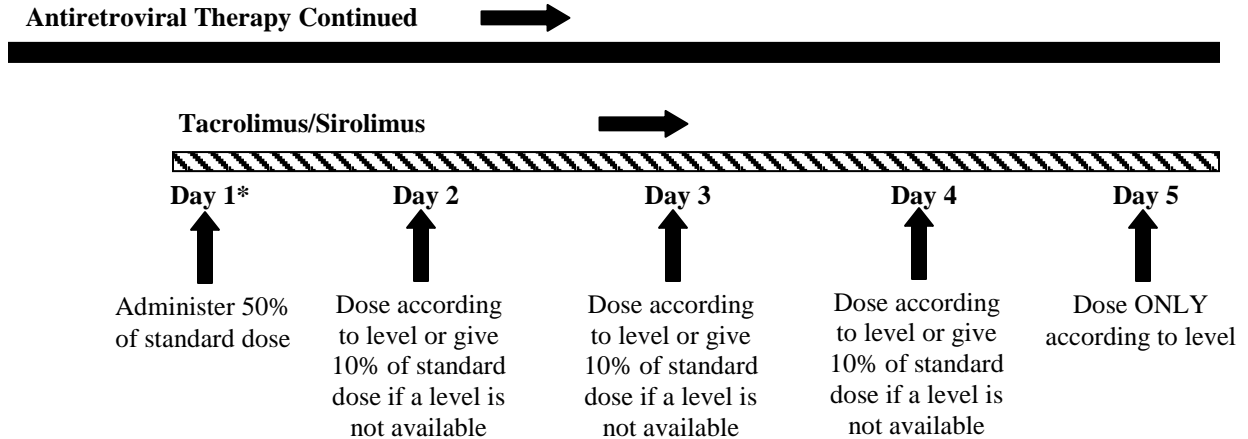 Antiretroviral Therapy Continued
Tacrolimus/Sirolimus
Day 1*
Day 2
Day 3
Day 4
Day 5
Administer 50%
of standard dose
Dose according
to level or give
10% of standard
dose if a level is
not available
Dose according
to level or give
10% of standard
dose if a level is
not available
Dose according
to level or give
10% of standard
dose if a level is
not available
Dose ONLY
according to level